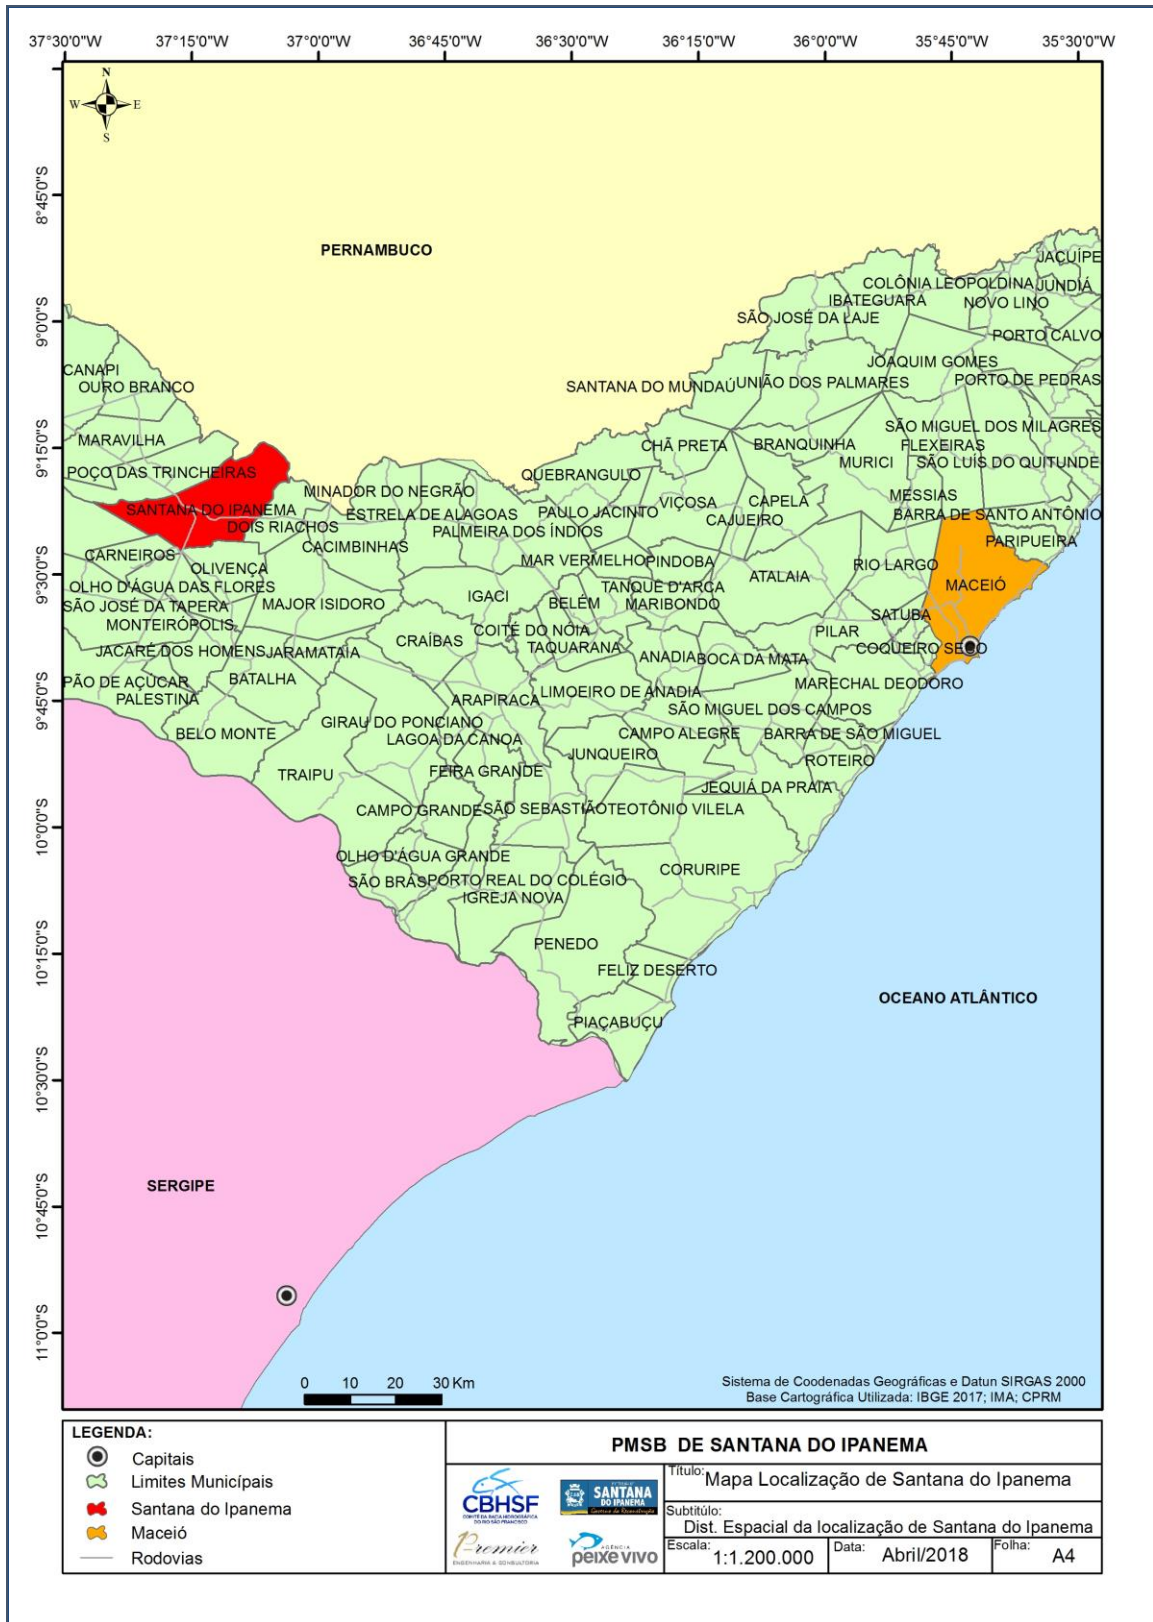 37°30'0"W 37°15'0"W 37°0'0"W 36°45'0"W 36°30'0"W 36°15'0"W 36°0'0"W 35°45'0"W 35°30'0"W
N
W E
S
8°45'0"S
9°0'0"S
9°15'0"S
9°30'0"S
9°45'0"S
10°0'0"S
10°15'0"S
10°30'0"S
10°45'0"S
11°0'0"S
PERNAMBUCO
JACUÍPE
COLÔNIA LEOPOLDINA
JUNDIÁ
IBATEGUARA
NOVO LINO
SÃO JOSÉ DA LAJE
PORTO CALVO
JOAQUIM GOMES
CANAPI
OURO BRANCO
SANTANA DO MUNDAÚ
UNIÃO DOS PALMARES
PORTO DE PEDRAS
SÃO MIGUEL DOS MILAGRES
MARAVILHA
CHÃ PRETA
BRANQUINHA
FLEXEIRAS
POÇO DAS TRINCHEIRAS
QUEBRANGULO
MURICI
SÃO LUÍS DO QUITUNDE
MINADOR DO NEGRÃO
MESSIAS
SANTANA DO IPANEMA
ESTRELA DE ALAGOAS
PAULO JACINTO
VIÇOSA
CAPELA
BARRA DE SANTO ANTÔNIO
DOIS RIACHOS
PALMEIRA DOS ÍNDIOS
CAJUEIRO
CACIMBINHAS
PARIPUEIRA
CARNEIROS
OLIVENÇA
MAR VERMELHO
PINDOBA
RIO LARGO
OLHO D'ÁGUA DAS FLORES
TANQUE D'ARCA
ATALAIA
MACEIÓ
SÃO JOSÉ DA TAPERA
MAJOR ISIDORO
IGACI
BELÉM
MARIBONDO
SATUBA
MONTEIRÓPOLIS
CRAÍBAS
COITÉ DO NÓIA
PILAR
JACARÉ DOS HOMENS
JARAMATAIA
TAQUARANA
ANADIA
BOCA DA MATA
COQUEIRO SECO
PÃO DE AÇÚCAR
BATALHA
PALESTINA
ARAPIRACA
LIMOEIRO DE ANADIA
MARECHAL DEODORO
SÃO MIGUEL DOS CAMPOS
BELO MONTE
GIRAU DO PONCIANO
LAGOA DA CANOA
CAMPO ALEGRE
BARRA DE SÃO MIGUEL
JUNQUEIRO
ROTEIRO
TRAIPU
FEIRA GRANDE
JEQUIÁ DA PRAIA
CAMPO GRANDE
SÃO SEBASTIÃO
TEOTÔNIO VILELA
OLHO D'ÁGUA GRANDE
CORURIPE
SÃO BRÁS
PORTO REAL DO COLÉGIO
IGREJA NOVA
PENEDO
FELIZ DESERTO
OCEANO ATLÂNTICO
PIAÇABUÇU
SERGIPE
0 10 20 30 Km
Sistema de Coodenadas Geográficas e Datun SIRGAS 2000
Base Cartográfica Utilizada: IBGE 2017; IMA; CPRM
LEGENDA:
Capitais
Limites Municípais
Santana do Ipanema
Maceió
Rodovias
PMSB DE SANTANA DO IPANEMA
CBHSF
COMITÊ DA BACIA HIDROGRÁFICA
DO RIO SÃO FRANCISCO
SANTANA
DO IPANEMA
Premier
ENGENHARIA & CONSULTORIA
AGÊNCIA
peixe vivo
Título: Mapa Localização de Santana do Ipanema
Subtitúlo:
Dist. Espacial da localização de Santana do Ipanema
Escala: 1:1.200.000
Data: Abril/2018
Folha: A4